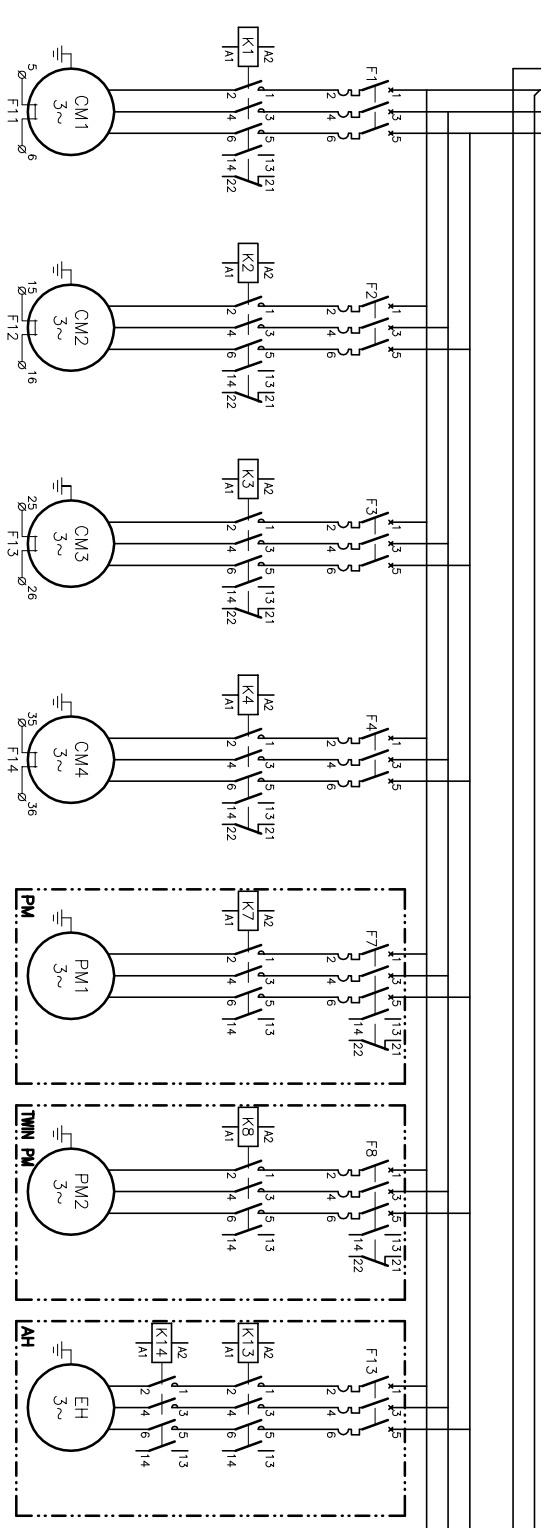 F1
1 3 5
2 4 6
A2 1 3 5 13 21
K1
A1 2 4 6 14 22
CM1
3~
5 6
F11
F2
1 3 5
2 4 6
A2 1 3 5 13 21
K2
A1 2 4 6 14 22
CM2
3~
15 16
F12
F3
1 3 5
2 4 6
A2 1 3 5 13 21
K3
A1 2 4 6 14 22
CM3
3~
25 26
F13
F4
1 3 5
2 4 6
A2 1 3 5 13 21
K4
A1 2 4 6 14 22
CM4
3~
35 36
F14
F7
1 3 5 13 21
2 4 6 14 22
A2 1 3 5 13
K7
A1 2 4 6 14
PM1
3~
PM
F8
1 3 5 13 21
2 4 6 14 22
A2 1 3 5 13
K8
A1 2 4 6 14
PM2
3~
TWIN PM
F13
1 3 5
2 4 6
A2 1 3 5 13
K13
A1 2 4 6 14
A2 1 3 5 13
K14
A1 2 4 6 14
EH
3~
AH